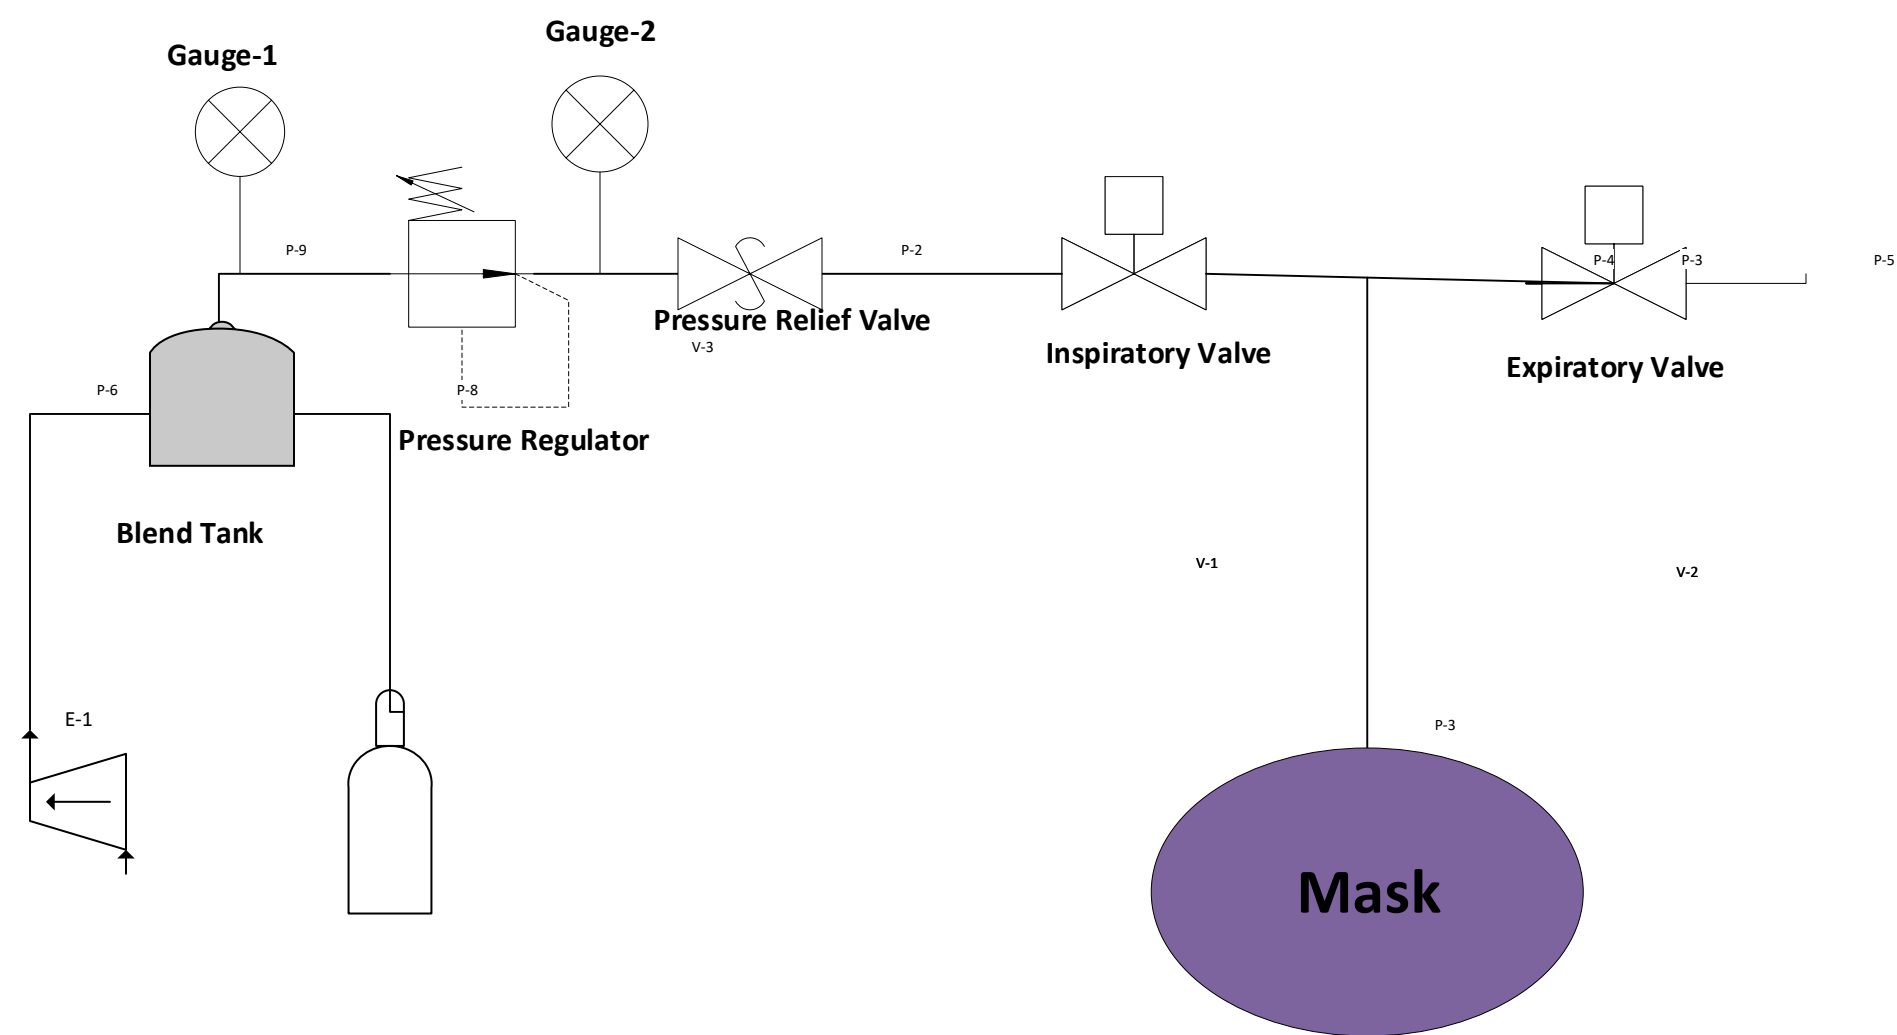 Gauge-1
Gauge-2
P-9
P-2
P-4
P-3
P-5
Pressure Relief Valve
V-3
Inspiratory Valve
Expiratory Valve
P-6
P-8
Pressure Regulator
Blend Tank
V-1
V-2
E-1
P-3
Mask